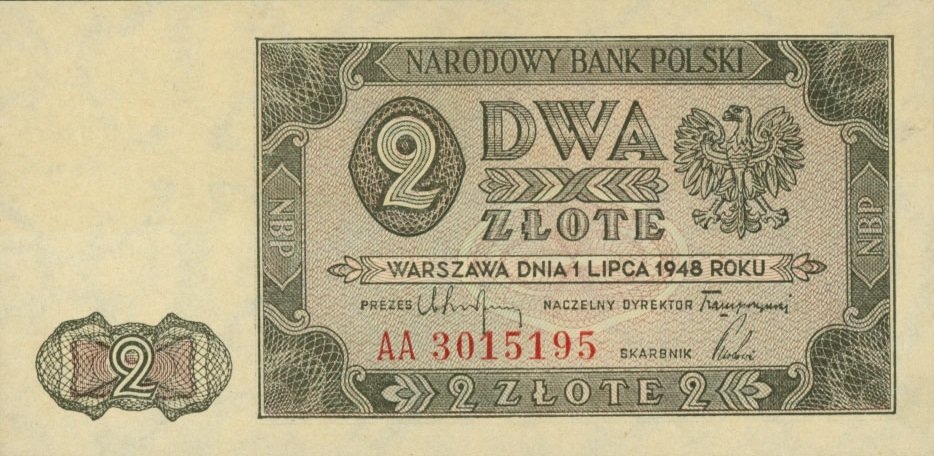 NARODOWY BANK POLSKI
2
DWA
ZŁOTE
NBP
NBP
WARSZAWA DNIA 1 LIPCA 1948 ROKU
PREZES NACZELNY DYREKTOR
AA 3015195 SKARBNIK
2
2 ZŁOTE 2